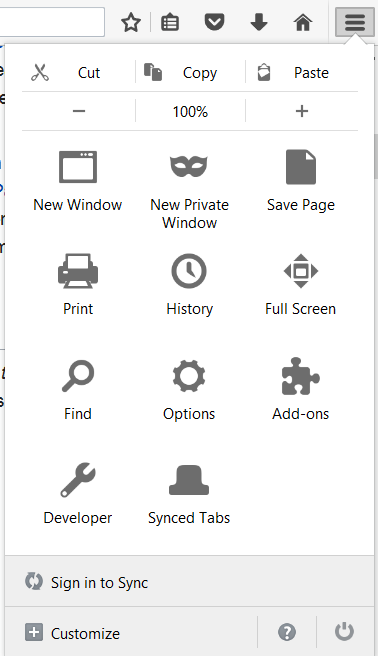 Cut Copy Paste
100%
New Window
New Private
Window
Save Page
Print
History
Full Screen
Find
Options
Add-ons
Developer
Synced Tabs
Sign in to Sync
Customize